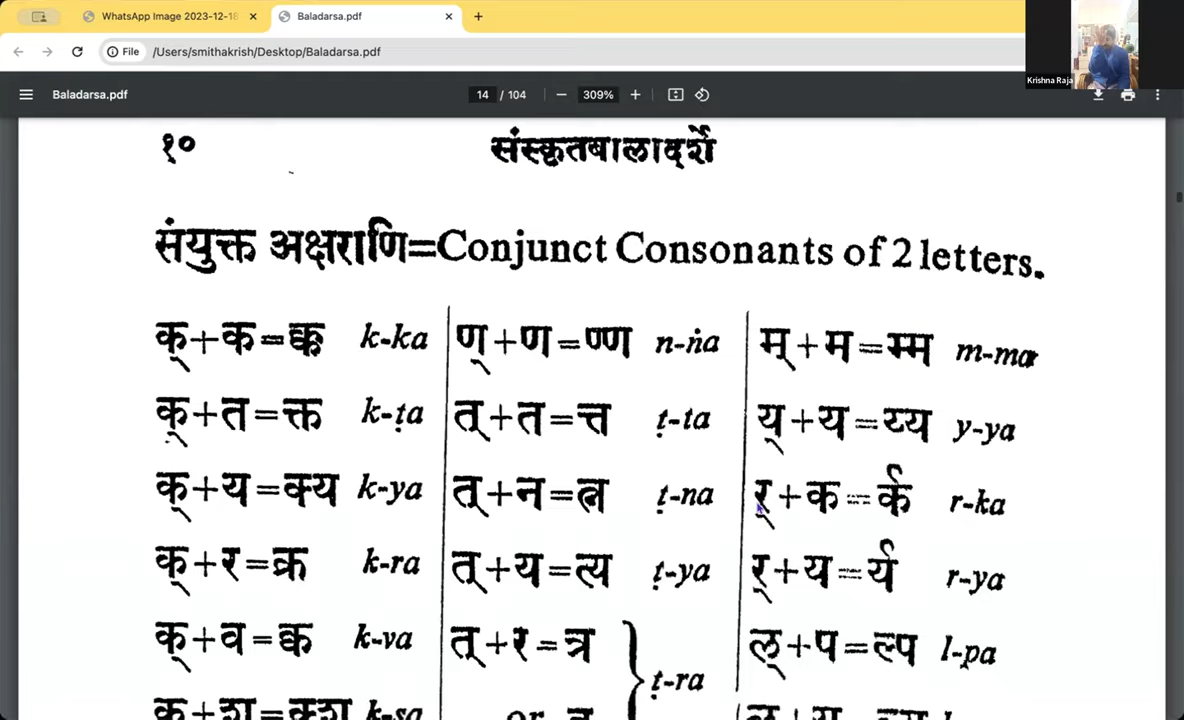 WhatsApp Image 2023-12-18
Baladarsa.pdf
File /Users/smithakrish/Desktop/Baladarsa.pdf
Krishna Raja
Baladarsa.pdf 14 / 104 309%
१० संस्कृतबालादर्शे
संयुक्त अक्षराणि=Conjunct Consonants of 2 letters.
क्+क=क्क k-ka
क्+त=क्त k-ṭa
क्+य=क्य k-ya
क्+र=क्र k-ra
क्+व=क्व k-va
क्+श=क्श k-sa
ण्+ण=ण्ण n-ṅa
त्+त=त्त ṭ-ta
त्+न=त्न ṭ-na
त्+य=त्य ṭ-ya
त्+र=त्र
ṭ-ra
or त्र
म्+म=म्म m-ma
य्+य=य्य y-ya
र्+क=र्क r-ka
र्+य=र्य r-ya
ल्+प=ल्प l-pa